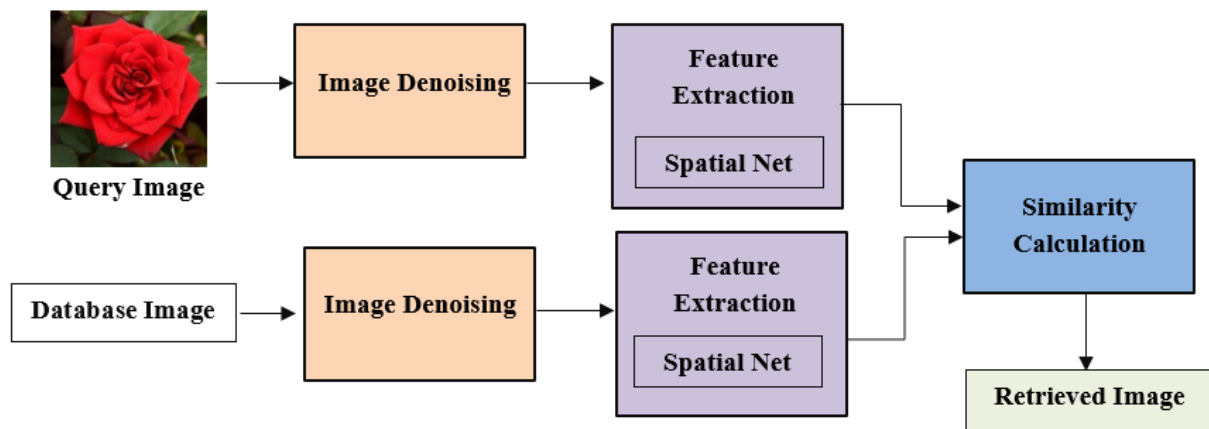 Query Image
Image Denoising
Feature
Extraction
Spatial Net
Similarity
Calculation
Database Image
Image Denoising
Feature
Extraction
Spatial Net
Retrieved Image